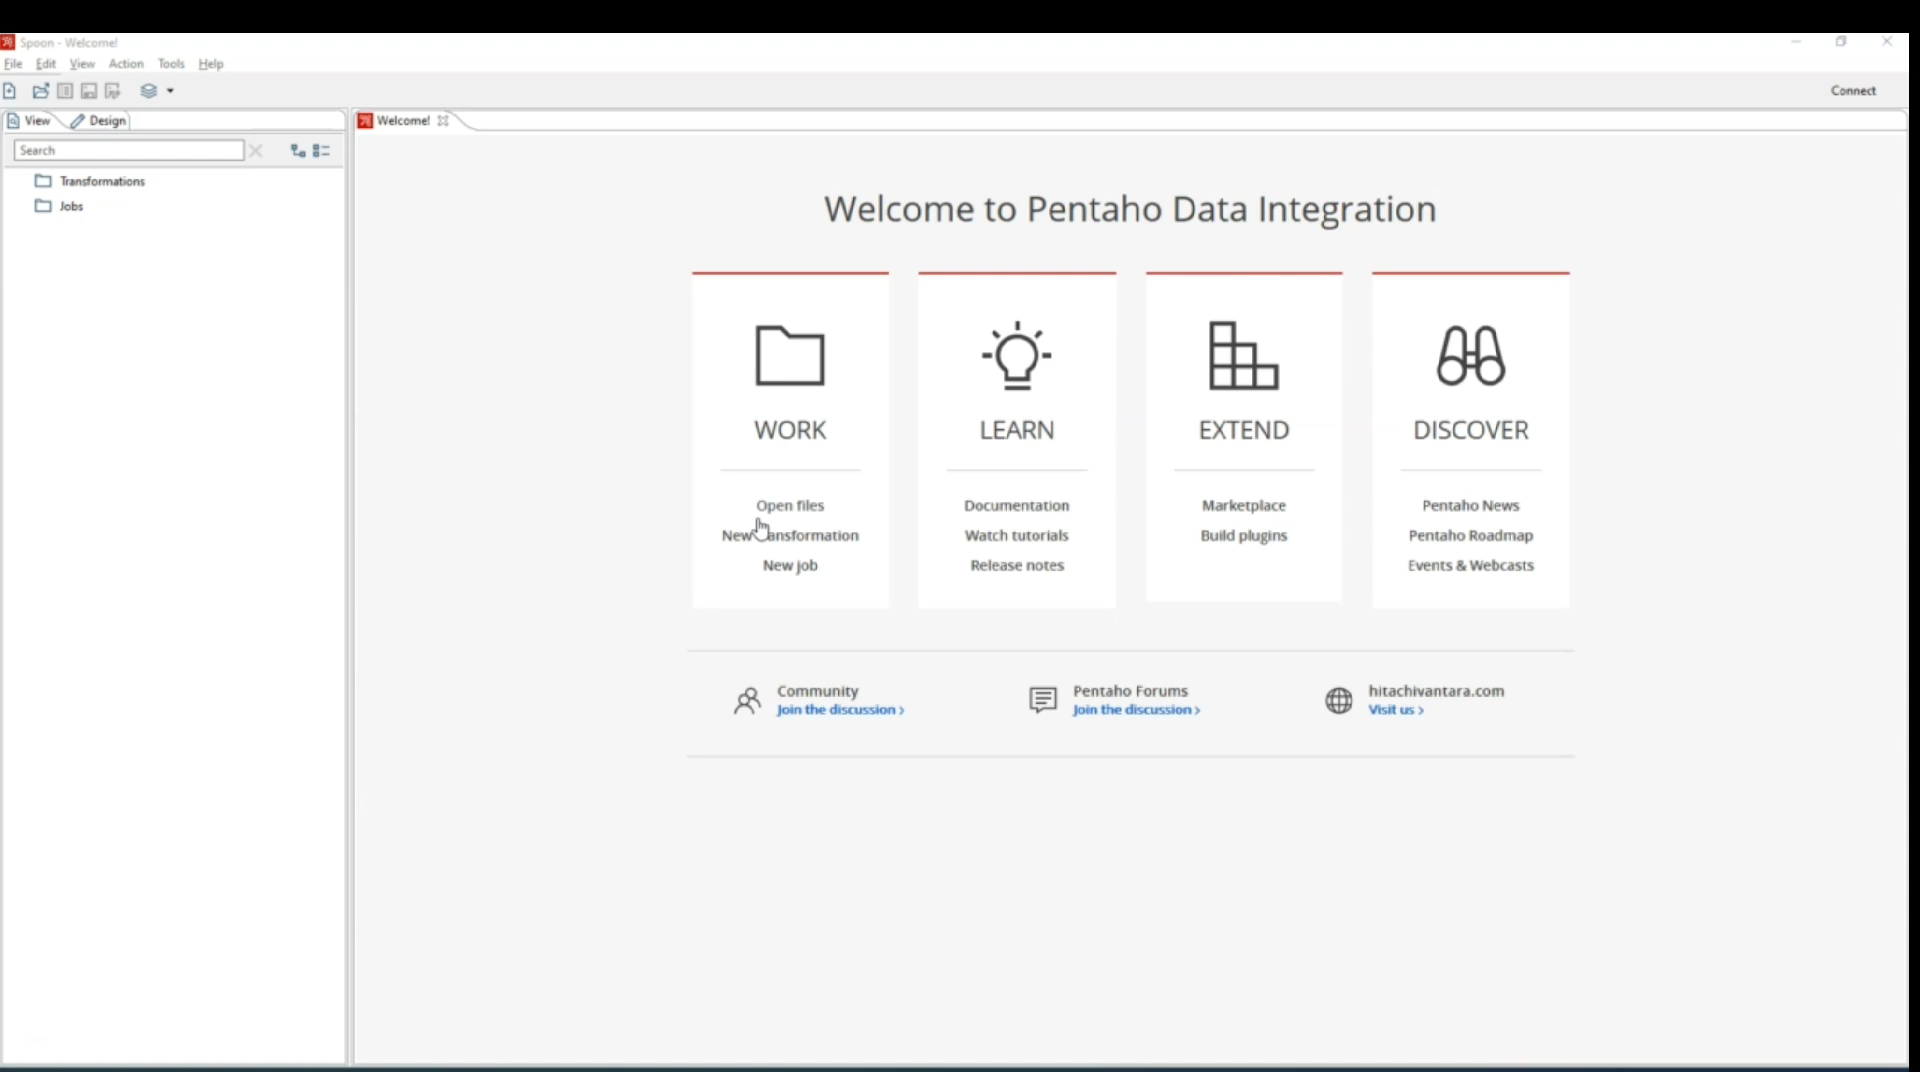 Spoon - Welcome!
File Edit View Action Tools Help
Connect
View Design
Welcome!
Search
Transformations
Jobs
Welcome to Pentaho Data Integration
WORK
Open files
New
New job
LEARN
Documentation
Watch tutorials
Release notes
EXTEND
Marketplace
Build plugins
DISCOVER
Pentaho News
Pentaho Roadmap
Events & Webcasts
Community
Join the discussion >
Pentaho Forums
Join the discussion >
hitachivantara.com
Visit us >